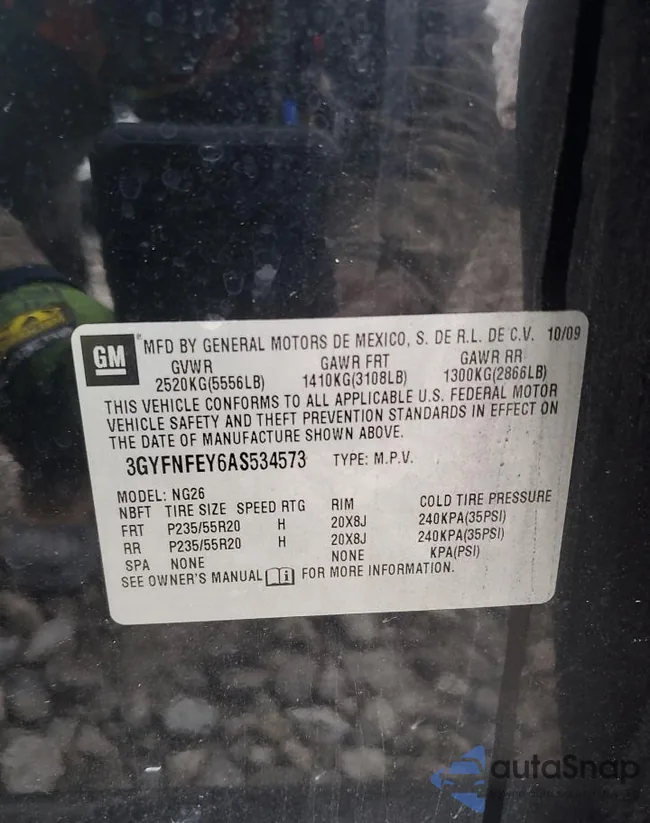 GM
MFD BY GENERAL MOTORS DE MEXICO, S. DE R.L. DE C.V. 10/09
GVWR GAWR FRT GAWR RR
2520KG(5556LB) 1410KG(3108LB) 1300KG(2866LB)
THIS VEHICLE CONFORMS TO ALL APPLICABLE U.S. FEDERAL MOTOR
VEHICLE SAFETY AND THEFT PREVENTION STANDARDS IN EFFECT ON
THE DATE OF MANUFACTURE SHOWN ABOVE.
3GYFNFEY6AS534573 TYPE: M.P.V.
MODEL: NG26
NBFT TIRE SIZE SPEED RTG RIM COLD TIRE PRESSURE
FRT P235/55R20 H 20X8J 240KPA(35PSI)
RR P235/55R20 H 20X8J 240KPA(35PSI)
SPA NONE NONE KPA(PSI)
SEE OWNER'S MANUAL FOR MORE INFORMATION.
autaSnap